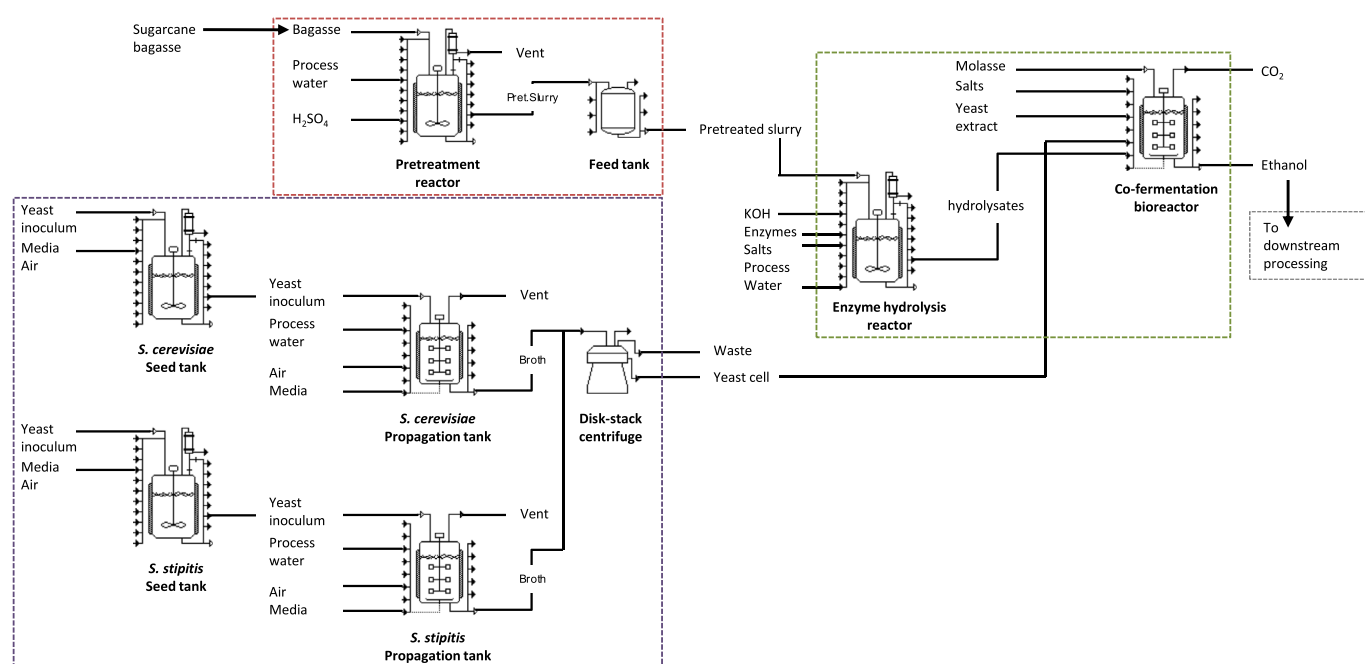 Sugarcane
bagasse
Bagasse
Process
water
H₂SO₄
Vent
Pret.Slurry
Pretreatment
reactor
Feed tank
Pretreated slurry
Molasse
Salts
Yeast
extract
CO₂
Ethanol
Co-fermentation
bioreactor
To
downstream
processing
KOH
Enzymes
Salts
Process
Water
hydrolysates
Enzyme hydrolysis
reactor
Yeast
inoculum
Media
Air
S. cerevisiae
Seed tank
Yeast
inoculum
Process
water
Air
Media
Vent
Broth
S. cerevisiae
Propagation tank
Disk-stack
centrifuge
Waste
Yeast cell
Yeast
inoculum
Media
Air
S. stipitis
Seed tank
Yeast
inoculum
Process
water
Air
Media
Vent
Broth
S. stipitis
Propagation tank